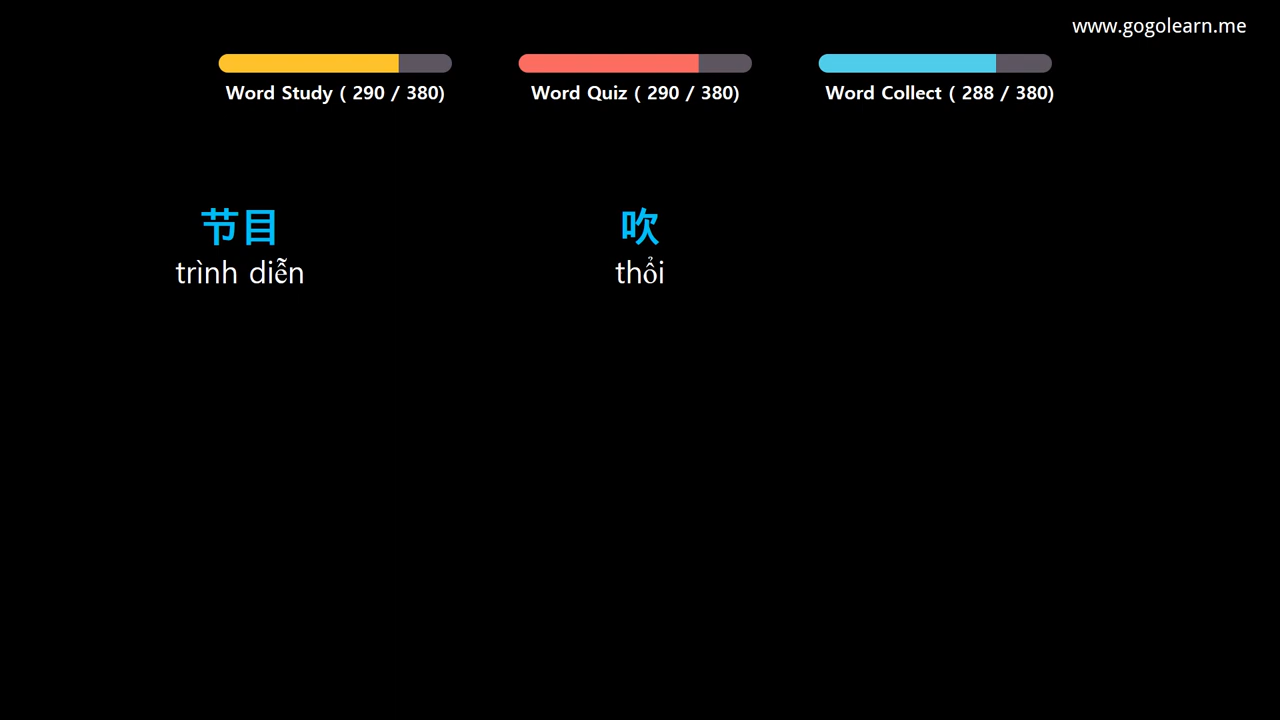 www.gogolearn.me
Word Study ( 290 / 380)
Word Quiz ( 290 / 380)
Word Collect ( 288 / 380)
节目
trình diễn
吹
thổi